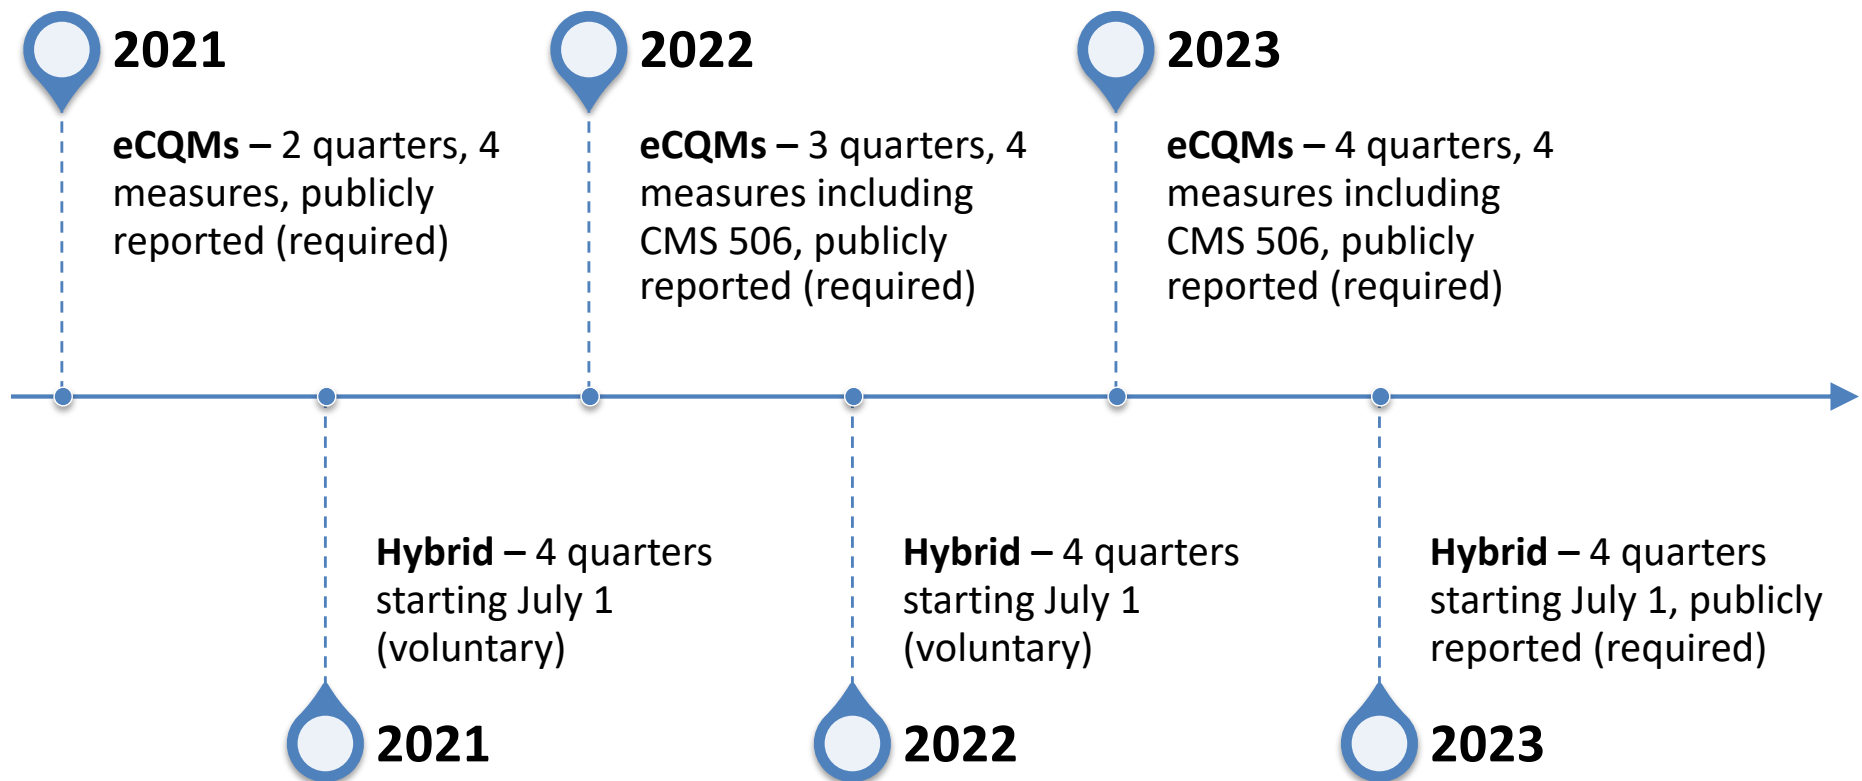 2021
eCQMs – 2 quarters, 4
measures, publicly
reported (required)
2022
eCQMs – 3 quarters, 4
measures including
CMS 506, publicly
reported (required)
2023
eCQMs – 4 quarters, 4
measures including
CMS 506, publicly
reported (required)
Hybrid – 4 quarters
starting July 1
(voluntary)
2021
Hybrid – 4 quarters
starting July 1
(voluntary)
2022
Hybrid – 4 quarters
starting July 1, publicly
reported (required)
2023